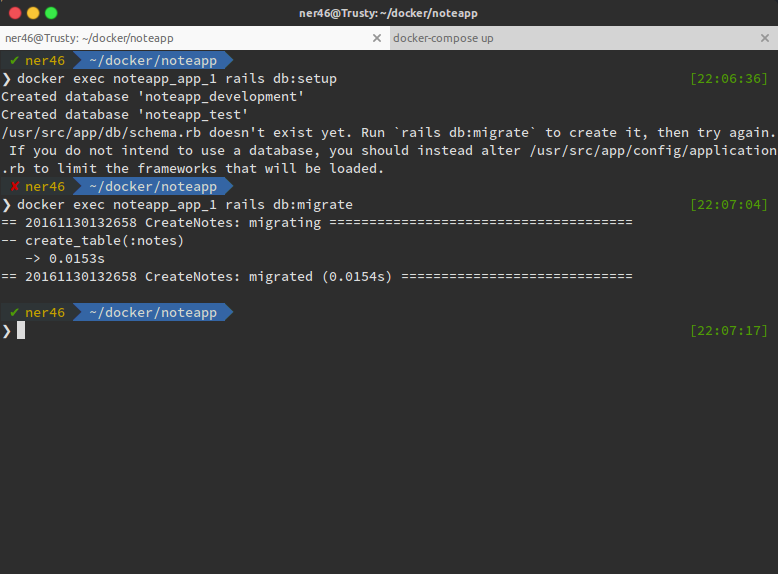 ner46@Trusty: ~/docker/noteapp
ner46@Trusty: ~/docker/noteapp × docker-compose up ×
✔ ner46 ~/docker/noteapp
❯ docker exec noteapp_app_1 rails db:setup [22:06:36]
Created database 'noteapp_development'
Created database 'noteapp_test'
/usr/src/app/db/schema.rb doesn't exist yet. Run `rails db:migrate` to create it, then try again.
If you do not intend to use a database, you should instead alter /usr/src/app/config/application
.rb to limit the frameworks that will be loaded.
✘ ner46 ~/docker/noteapp
❯ docker exec noteapp_app_1 rails db:migrate [22:07:04]
== 20161130132658 CreateNotes: migrating ======================================
-- create_table(:notes)
   -> 0.0153s
== 20161130132658 CreateNotes: migrated (0.0154s) =============================
✔ ner46 ~/docker/noteapp
❯ [22:07:17]